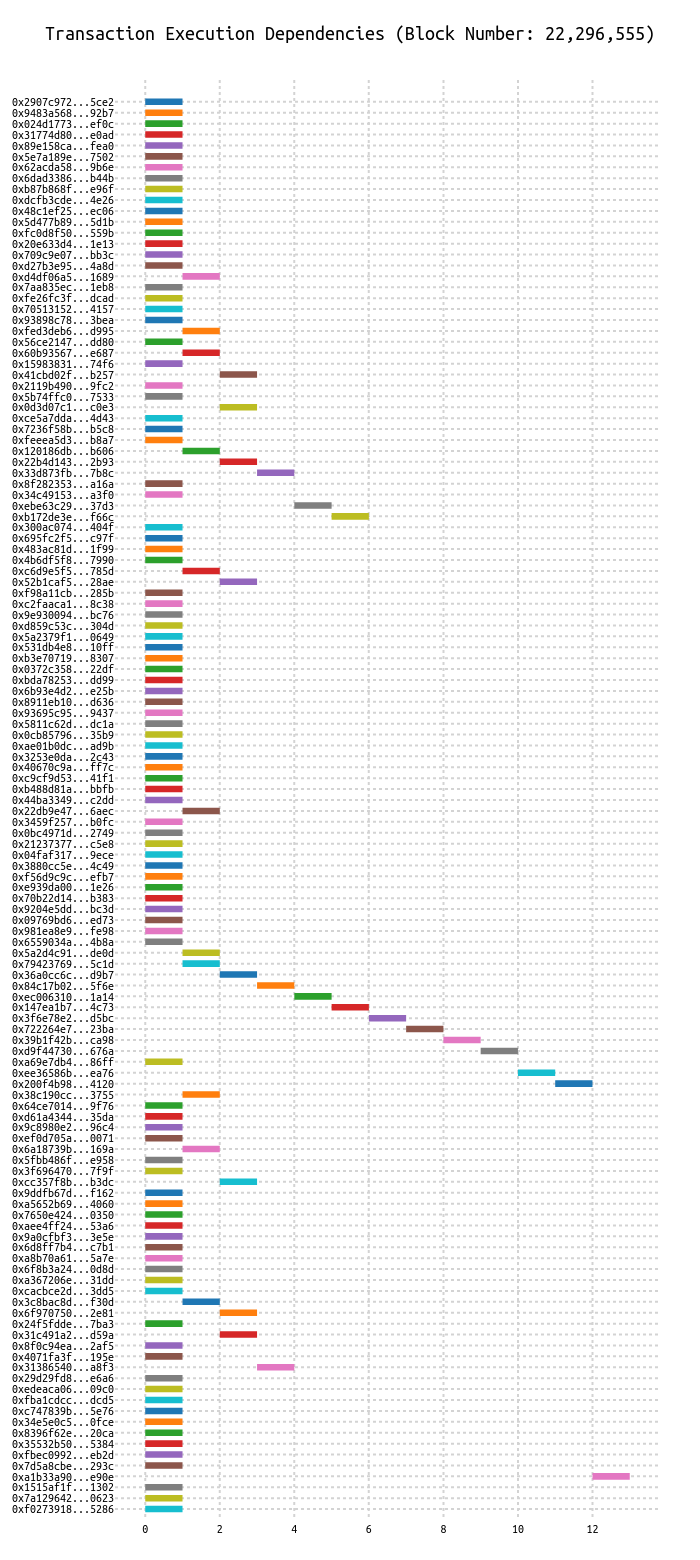 Transaction Execution Dependencies (Block Number: 22,296,555)
0x2907c972...5ce2
0x9483a568...92b7
0x024d1773...ef0c
0x31774d80...e0ad
0x89e158ca...fea0
0x5e7a189e...7502
0x62acda58...9b6e
0x6dad3386...b44b
0xb87b868f...e96f
0xdcfb3cde...4e26
0x48c1ef25...ec06
0x5d477b89...5d1b
0xfc0d8f50...559b
0x20e633d4...1e13
0x709c9e07...bb3c
0xd27b3e95...4a8d
0xd4df06a5...1689
0x7aa835ec...1eb8
0xfe26fc3f...dcad
0x70513152...4157
0x93898c78...3bea
0xfed3deb6...d995
0x56ce2147...dd80
0x60b93567...e687
0x15983831...74f6
0x41cbd02f...b257
0x2119b490...9fc2
0x5b74ffc0...7533
0x0d3d07c1...c0e3
0xce5a7dda...4d43
0x7236f58b...b5c8
0xfeeea5d3...b8a7
0x120186db...b606
0x22b4d143...2b93
0x33d873fb...7b8c
0x8f282353...a16a
0x34c49153...a3f0
0xebe63c29...37d3
0xb172de3e...f66c
0x300ac074...404f
0x695fc2f5...c97f
0x483ac81d...1f99
0x4b6df5f8...7990
0xc6d9e5f5...785d
0x52b1caf5...28ae
0xf98a11cb...285b
0xc2faaca1...8c38
0x9e930094...bc76
0xd859c53c...304d
0x5a2379f1...0649
0x531db4e8...10ff
0xb3e70719...8307
0x0372c358...22df
0xbda78253...dd99
0x6b93e4d2...e25b
0x8911eb10...d636
0x93695c95...9437
0x5811c62d...dc1a
0x0cb85796...35b9
0xae01b0dc...ad9b
0x3253e0da...2c43
0x40670c9a...ff7c
0xc9cf9d53...41f1
0xb488d81a...bbfb
0x44ba3349...c2dd
0x22db9e47...6aec
0x3459f257...b0fc
0x0bc4971d...2749
0x21237377...c5e8
0x04faf317...9ece
0x3880cc5e...4c49
0xf56d9c9c...efb7
0xe939da00...1e26
0x70b22d14...b383
0x9204e5dd...bc3d
0x09769bd6...ed73
0x981ea8e9...fe98
0x6559034a...4b8a
0x5a2d4c91...de0d
0x79423769...5c1d
0x36a0cc6c...d9b7
0x84c17b02...5f6e
0xec006310...1a14
0x147ea1b7...4c73
0x3f6e78e2...d5bc
0x722264e7...23ba
0x39b1f42b...ca98
0xd9f44730...676a
0xa69e7db4...86ff
0xee36586b...ea76
0x200f4b98...4120
0x38c190cc...3755
0x64ce7014...9f76
0xd61a4344...35da
0x9c8980e2...96c4
0xef0d705a...0071
0x6a18739b...169a
0x5fbb486f...e958
0x3f696470...7f9f
0xcc357f8b...b3dc
0x9ddfb67d...f162
0xa5652b69...4060
0x7650e424...0350
0xaee4ff24...53a6
0x9a0cfbf3...3e5e
0x6d8ff7b4...c7b1
0xa8b70a61...5a7e
0x6f8b3a24...0d8d
0xa367206e...31dd
0xcacbce2d...3dd5
0x3c8bac8d...f30d
0x6f970750...2e81
0x24f5fdde...7ba3
0x31c491a2...d59a
0x8f0c94ea...2af5
0x4071fa3f...195e
0x31386540...a8f3
0x29d29fd8...e6a6
0xedeaca06...09c0
0xfba1cdcc...dcd5
0xc747839b...5e76
0x34e5e0c5...0fce
0x8396f62e...20ca
0x35532b50...5384
0xfbec0992...eb2d
0x7d5a8cbe...293c
0xa1b33a90...e90e
0x1515af1f...1302
0x7a129642...0623
0xf0273918...5286
0 2 4 6 8 10 12